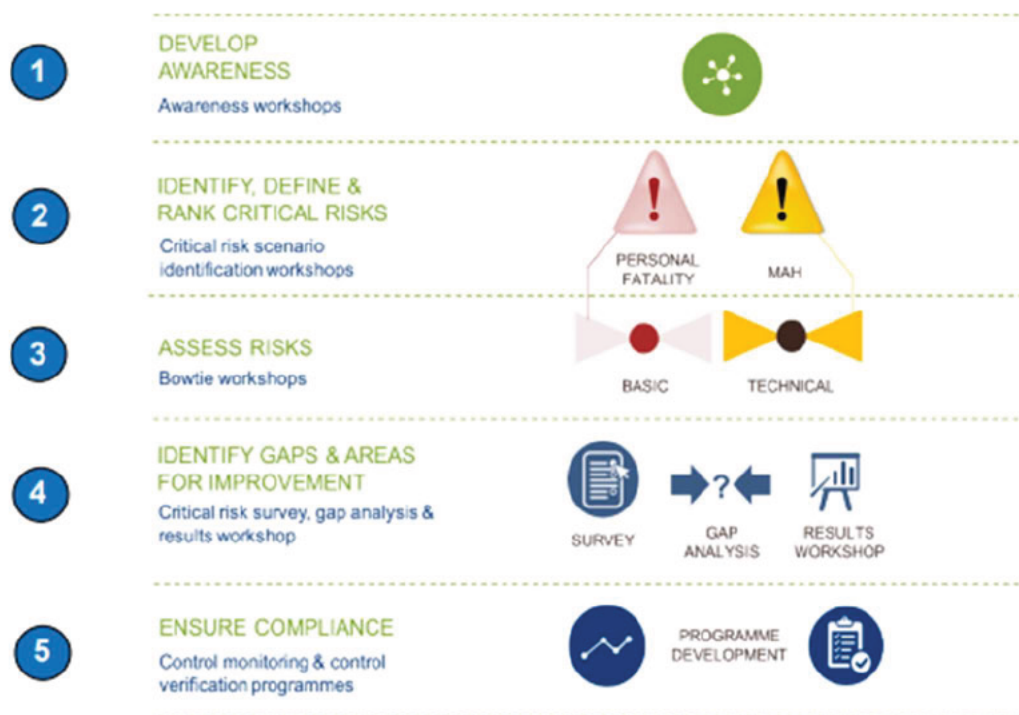 1
DEVELOP
AWARENESS
Awareness workshops
2
IDENTIFY, DEFINE &
RANK CRITICAL RISKS
Critical risk scenario
identification workshops
!
!
PERSONAL
FATALITY
MAH
3
ASSESS RISKS
Bowtie workshops
BASIC
TECHNICAL
4
IDENTIFY GAPS & AREAS
FOR IMPROVEMENT
Critical risk survey, gap analysis &
results workshop
SURVEY
?
GAP
ANALYSIS
RESULTS
WORKSHOP
5
ENSURE COMPLIANCE
Control monitoring & control
verification programmes
PROGRAMME
DEVELOPMENT